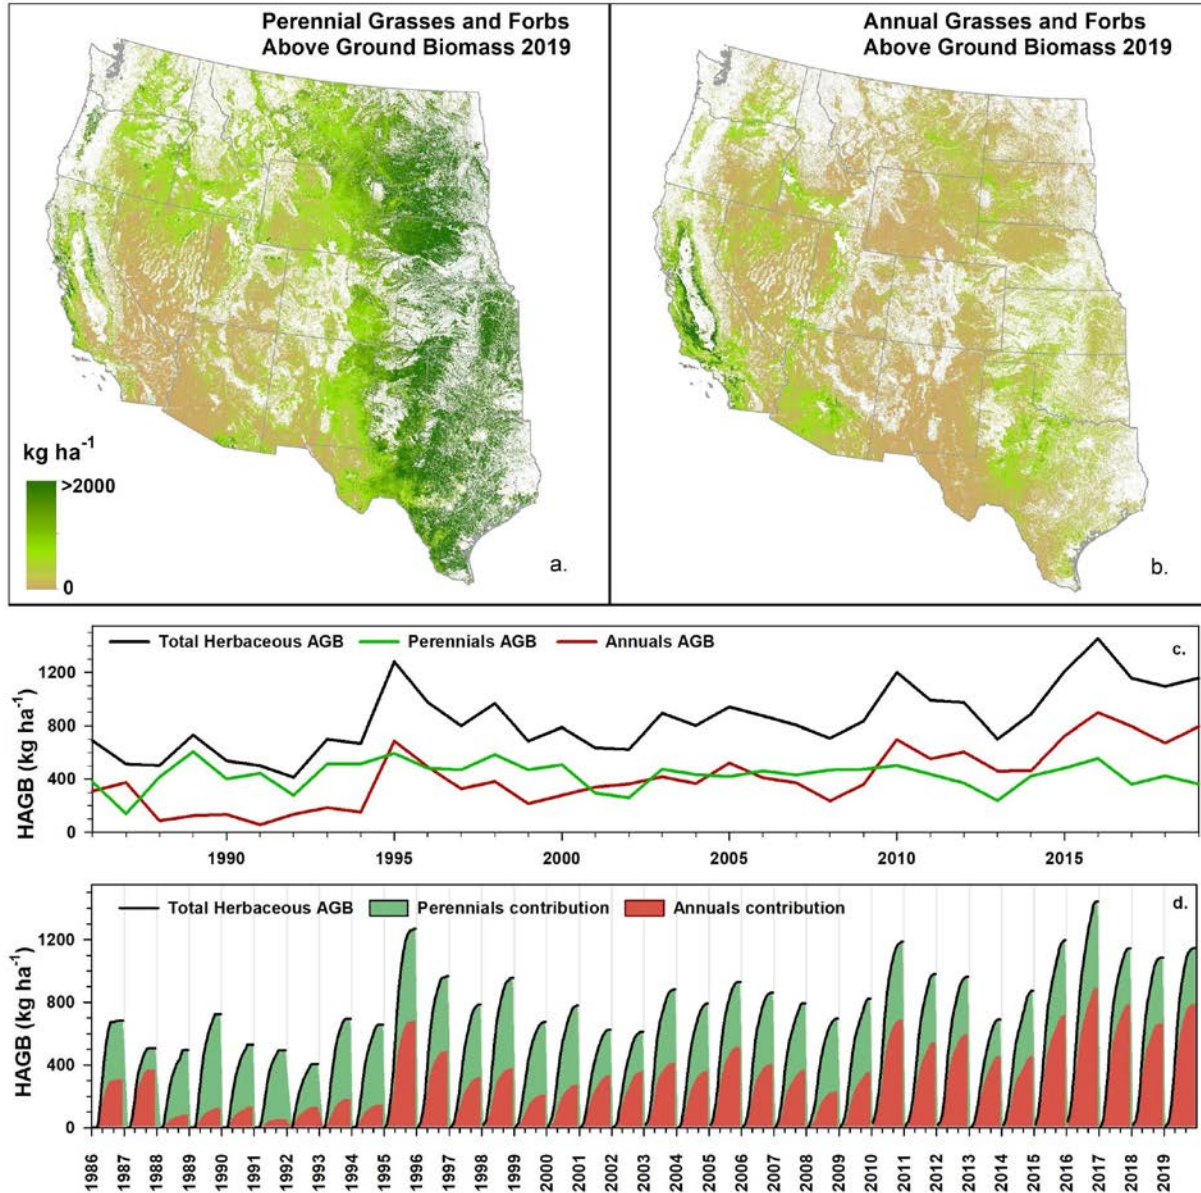 Perennial Grasses and Forbs
Above Ground Biomass 2019
Annual Grasses and Forbs
Above Ground Biomass 2019
kg ha⁻¹
>2000
0
a.
b.
Total Herbaceous AGB
Perennials AGB
Annuals AGB
c.
HAGB (kg ha⁻¹)
1200
800
400
0
1990
1995
2000
2005
2010
2015
Total Herbaceous AGB
Perennials contribution
Annuals contribution
d.
HAGB (kg ha⁻¹)
1200
800
400
0
1986
1987
1988
1989
1990
1991
1992
1993
1994
1995
1996
1997
1998
1999
2000
2001
2002
2003
2004
2005
2006
2007
2008
2009
2010
2011
2012
2013
2014
2015
2016
2017
2018
2019